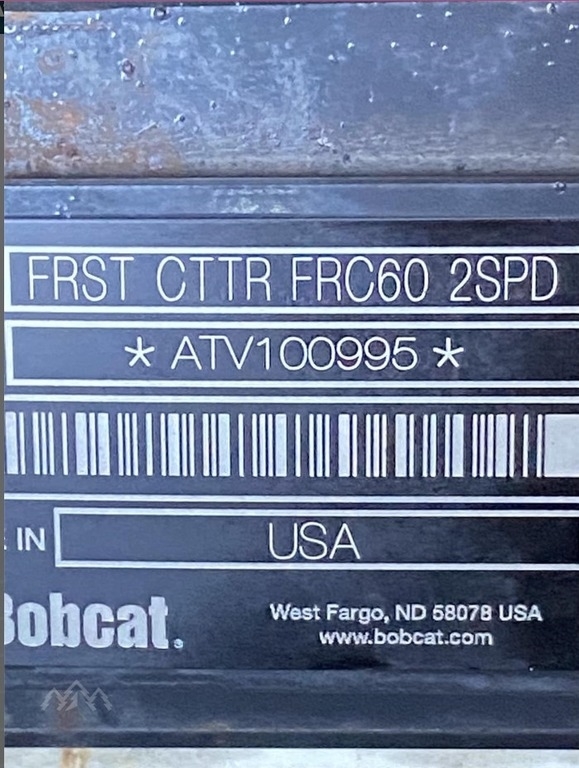 FRST CTTR FRC60 2SPD
* ATV100995 *
IN
USA
Bobcat
West Fargo, ND 58078 USA
www.bobcat.com